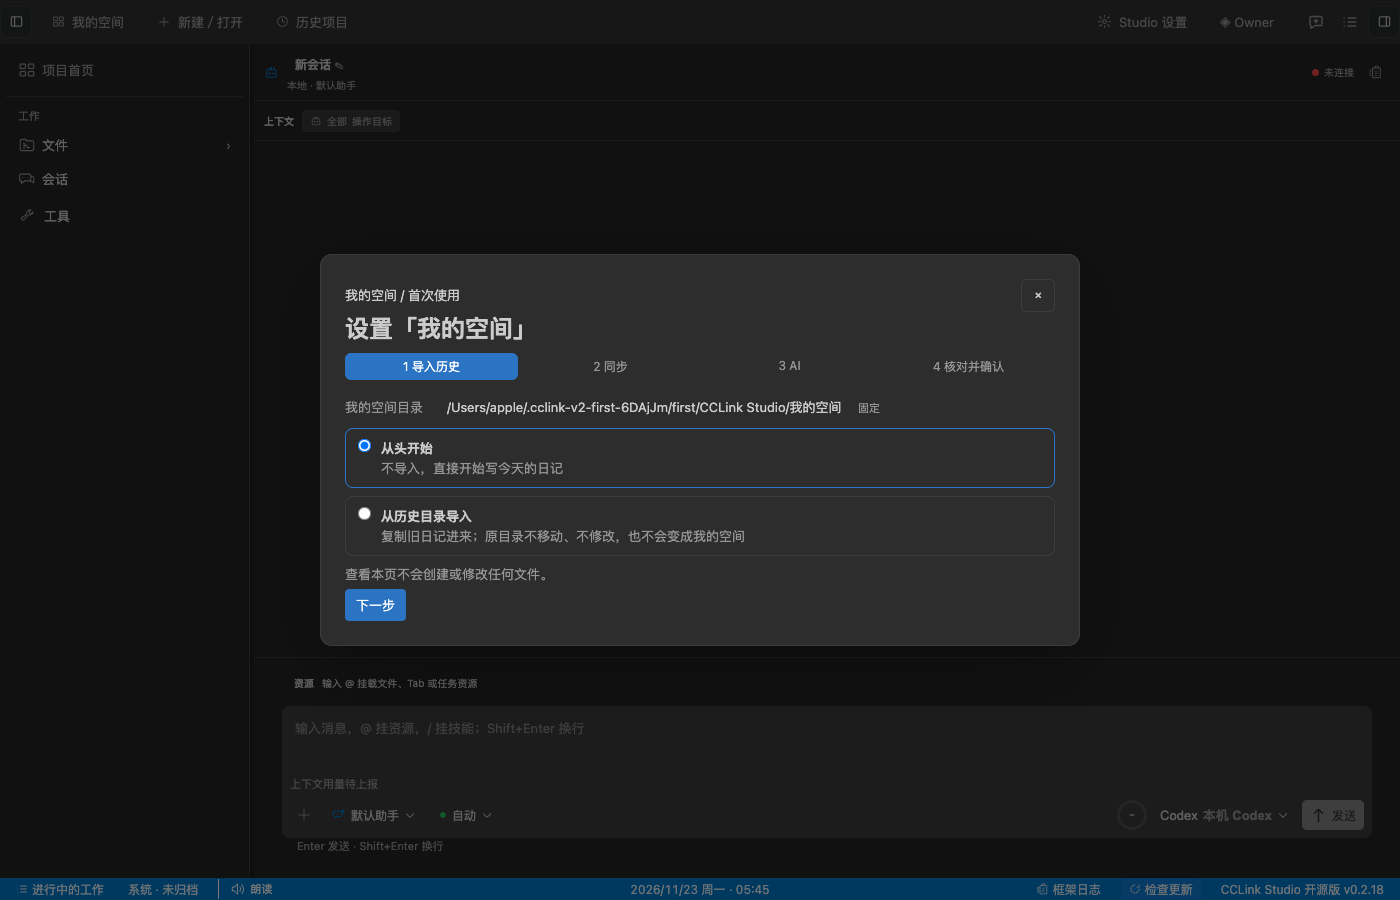 我的空间
新建 / 打开
历史项目
Studio 设置
Owner
项目首页
工作
文件
会话
工具
新会话
本地 · 默认助手
未连接
上下文
全部 操作目标
我的空间 / 首次使用
×
设置「我的空间」
1 导入历史
2 同步
3 AI
4 核对并确认
我的空间目录 /Users/apple/.cclink-v2-first-6DAjJm/first/CCLink Studio/我的空间 固定
从头开始
不导入，直接开始写今天的日记
从历史目录导入
复制旧日记进来；原目录不移动、不修改，也不会变成我的空间
查看本页不会创建或修改任何文件。
下一步
资源 输入 @ 挂载文件、Tab 或任务资源
输入消息，@ 挂资源，/ 挂技能；Shift+Enter 换行
上下文用量待上报
默认助手
自动
-
Codex 本机 Codex
发送
Enter 发送 · Shift+Enter 换行
进行中的工作
系统 · 未归档
朗读
2026/11/23 周一 · 05:45
框架日志
检查更新
CCLink Studio 开源版 v0.2.18